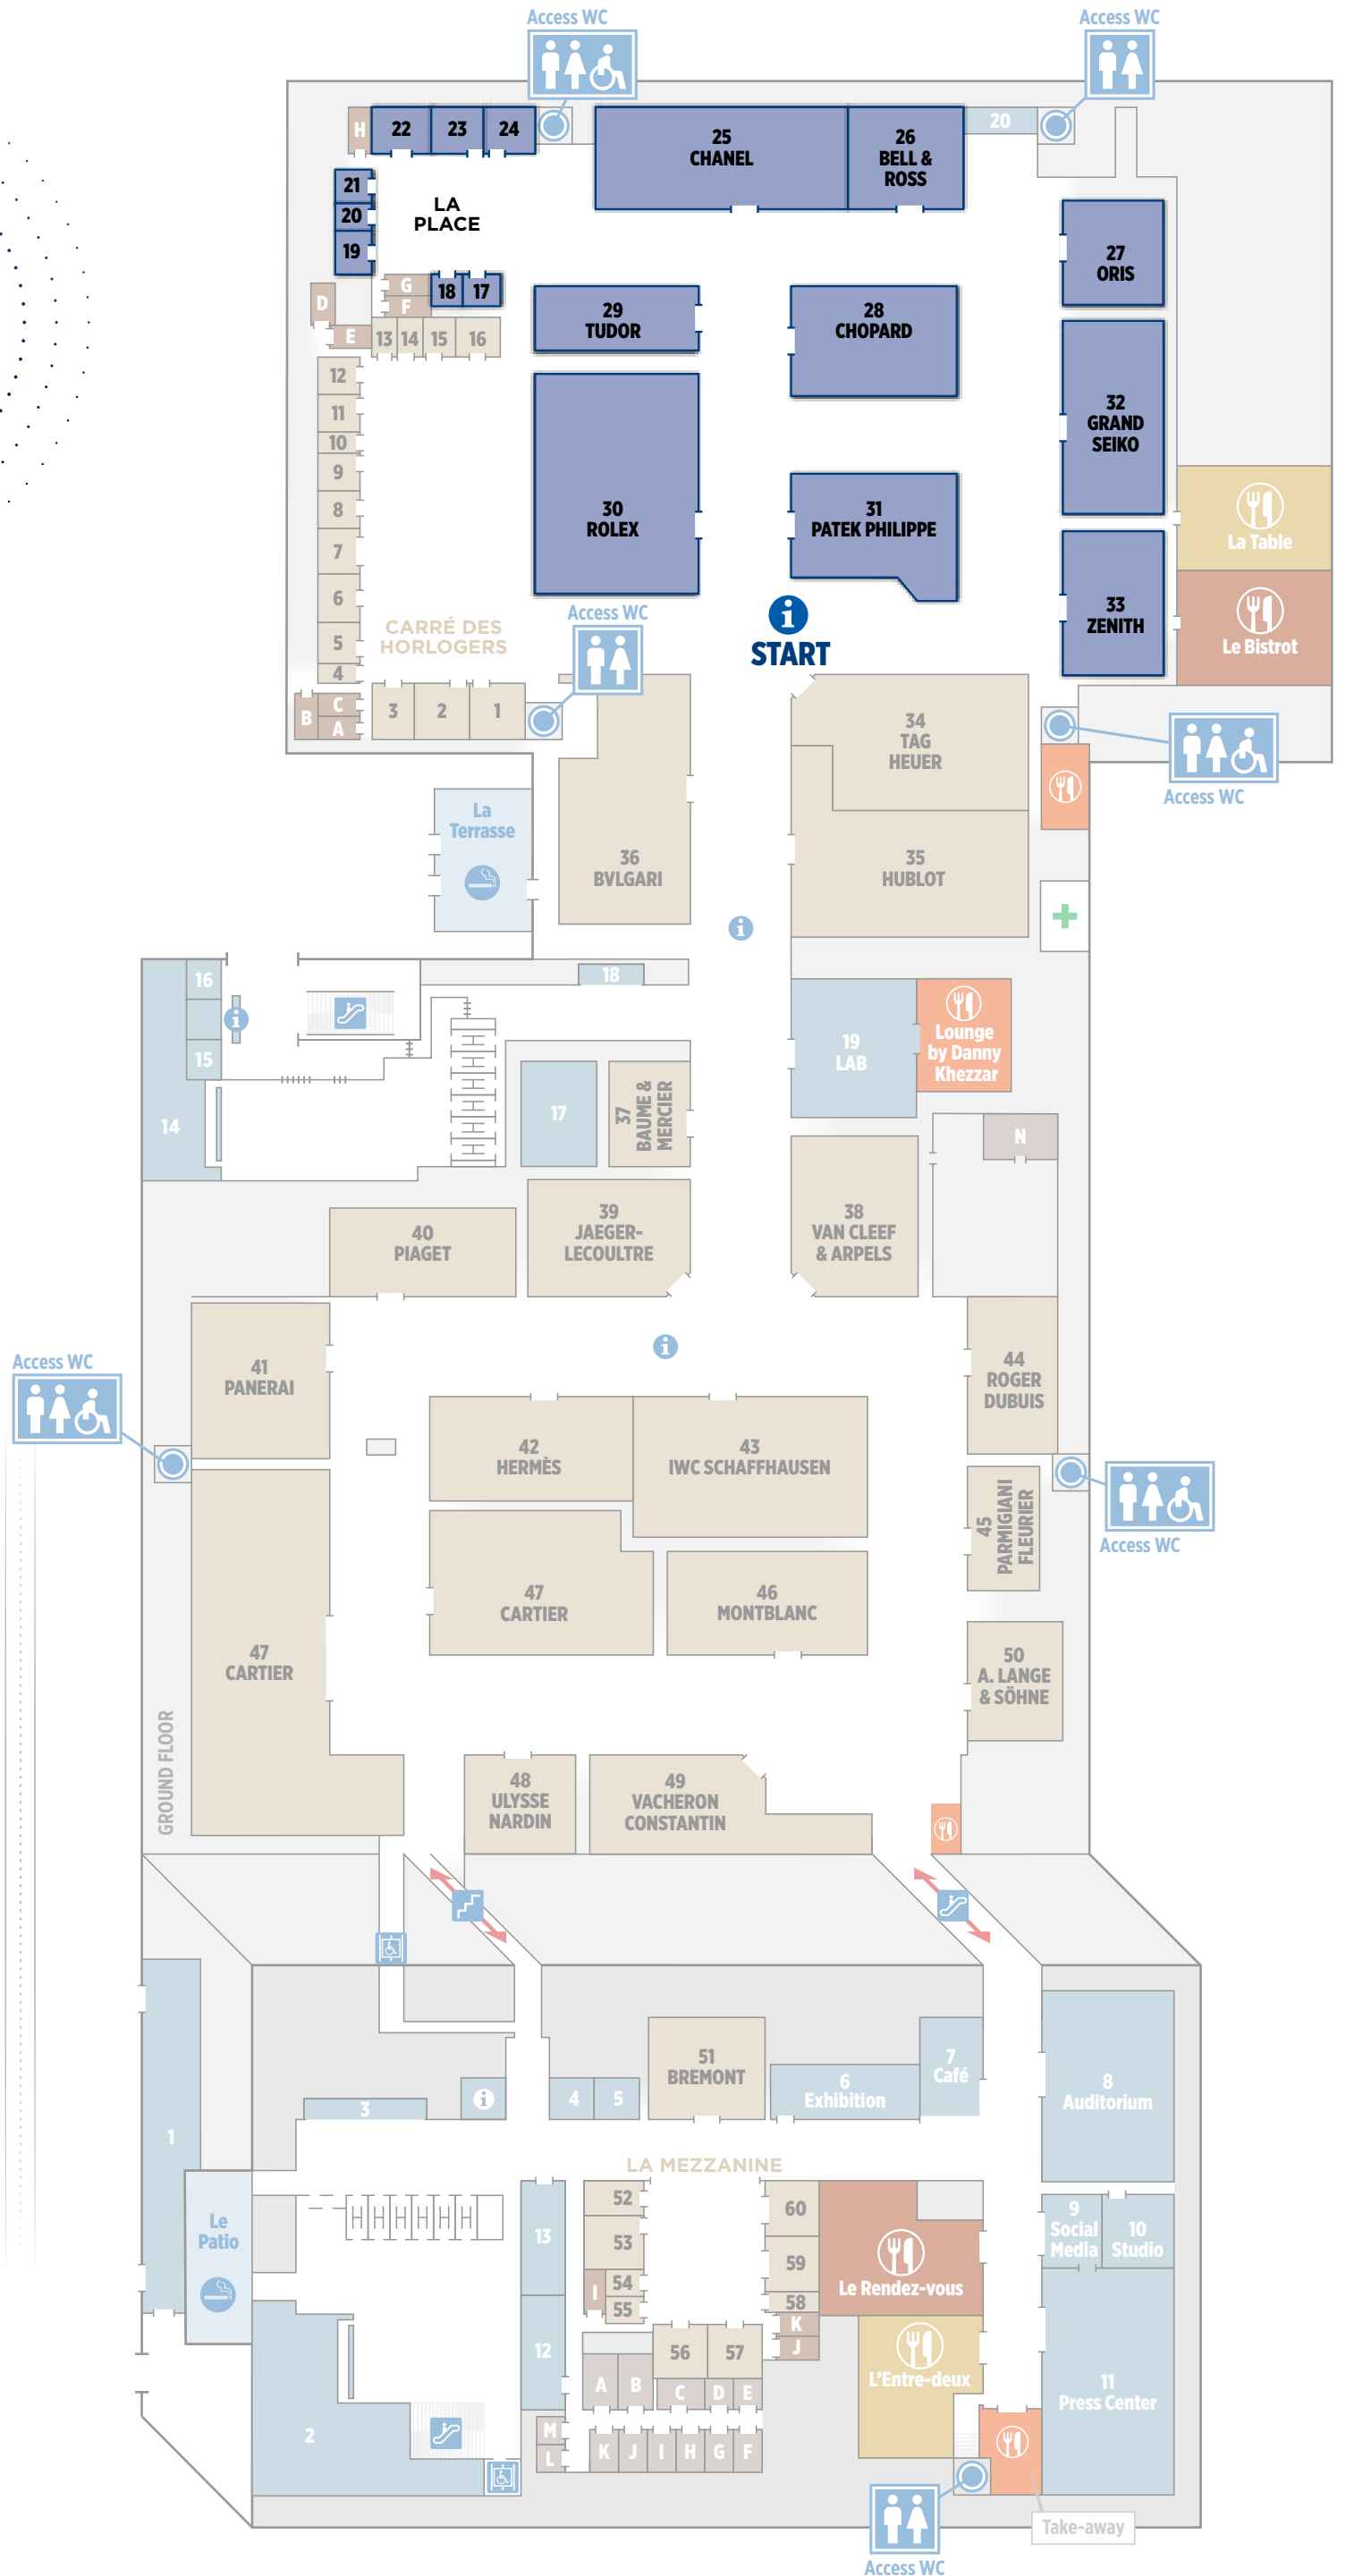 Access WC
Access WC
H
22
23
24
25
CHANEL
26
BELL &
ROSS
20
21
20
19
LA
PLACE
27
ORIS
D
G
F
18
17
E
13
14
15
16
29
TUDOR
28
CHOPARD
12
11
10
9
8
7
6
5
4
32
GRAND
SEIKO
30
ROLEX
31
PATEK PHILIPPE
La Table
33
ZENITH
Le Bistrot
START
Access WC
CARRÉ DES
HORLOGERS
B
C
A
3
2
1
34
TAG
HEUER
Access WC
La
Terrasse
36
BVLGARI
35
HUBLOT
16
15
14
18
19
LAB
Lounge
by Danny
Khezzar
17
37
BAUME &
MERCIER
N
40
PIAGET
39
JAEGER-
LECOULTRE
38
VAN CLEEF
& ARPELS
Access WC
41
PANERAI
44
ROGER
DUBUIS
42
HERMÈS
43
IWC SCHAFFHAUSEN
45
PARMIGIANI
FLEURIER
Access WC
47
CARTIER
46
MONTBLANC
47
CARTIER
50
A. LANGE
& SÖHNE
GROUND FLOOR
48
ULYSSE
NARDIN
49
VACHERON
CONSTANTIN
51
BREMONT
7
Café
6
Exhibition
8
Auditorium
3
4
5
1
LA MEZZANINE
Le
Patio
13
52
53
I
54
55
60
59
58
K
J
Le Rendez-vous
9
Social
Media
10
Studio
12
56
57
A
B
C
D
E
L'Entre-deux
11
Press Center
2
M
L
K
J
I
H
G
F
Take-away
Access WC